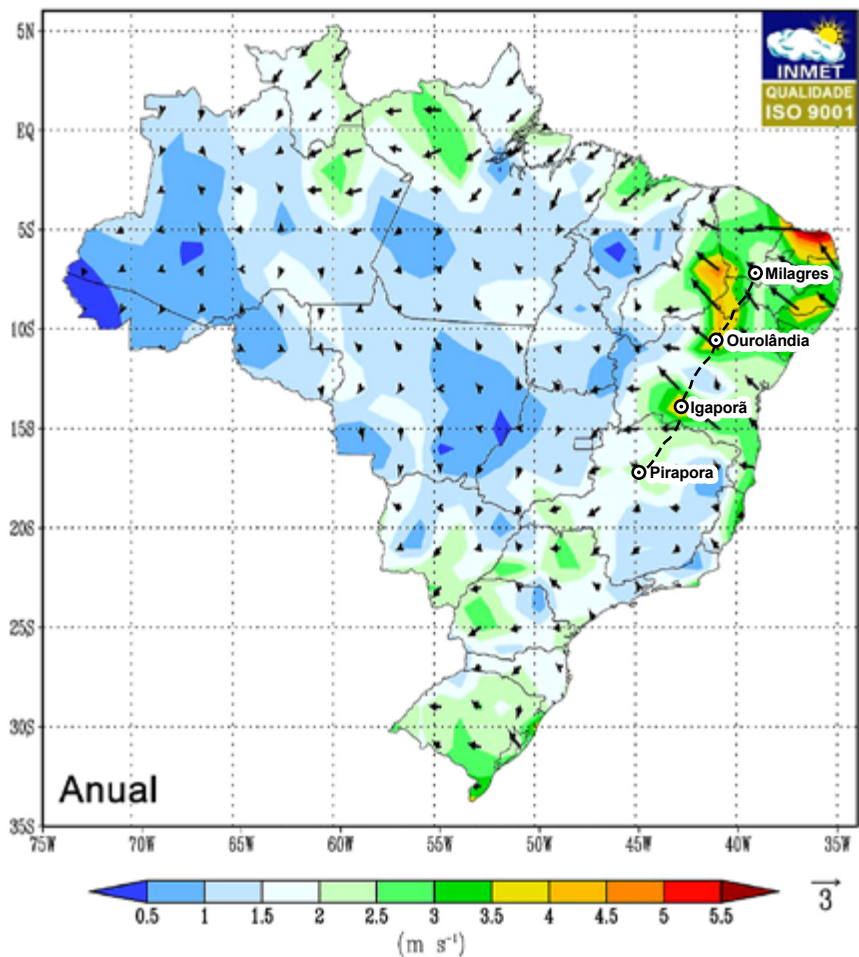 5N
INMET
QUALIDADE
ISO 9001
EQ
5S
Milagres
10S
Ourolândia
Igaporã
15S
Pirapora
20S
25S
30S
Anual
35S
75W 70W 65W 60W 55W 50W 45W 40W 35W
0.5 1 1.5 2 2.5 3 3.5 4 4.5 5 5.5
3
(m s⁻¹)